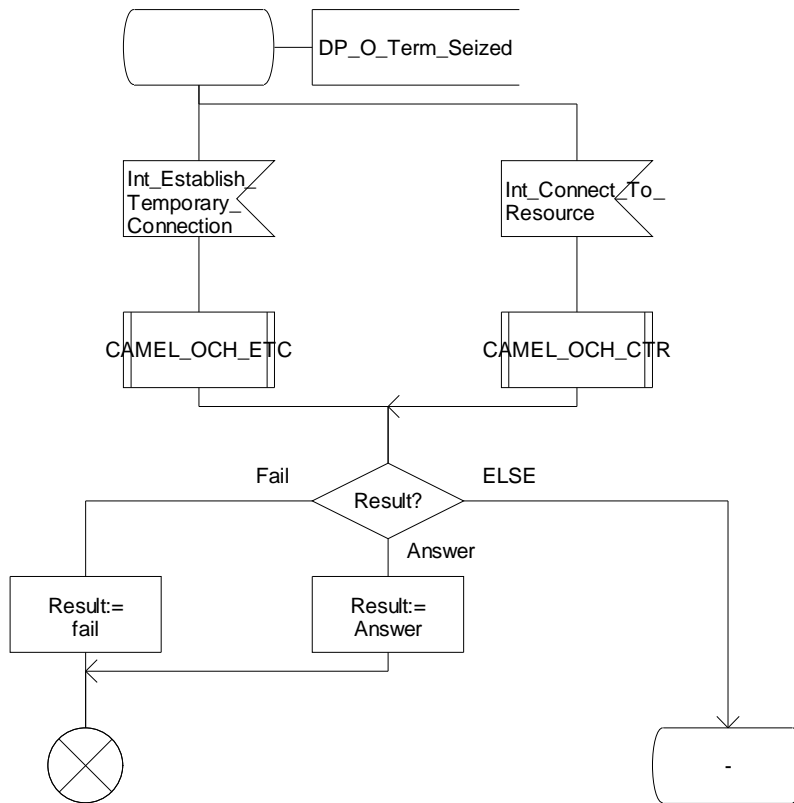 DP_O_Term_Seized
Int_Establish_
Temporary_
Connection
Int_Connect_To_
Resource
CAMEL_OCH_ETC
CAMEL_OCH_CTR
Fail
ELSE
Result?
Answer
Result:=
fail
Result:=
Answer
-